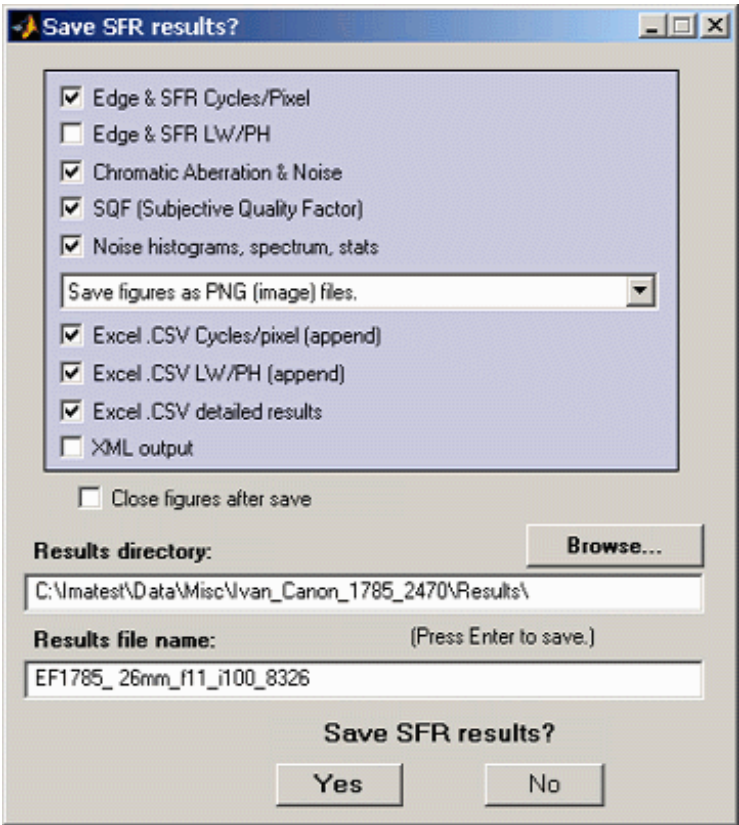 Save SFR results?
Edge & SFR Cycles/Pixel
Edge & SFR LW/PH
Chromatic Aberration & Noise
SQF (Subjective Quality Factor)
Noise histograms, spectrum, stats
Save figures as PNG (image) files.
Excel .CSV Cycles/pixel (append)
Excel .CSV LW/PH (append)
Excel .CSV detailed results
XML output
Close figures after save
Results directory: Browse...
C:\Imatest\Data\Misc\Ivan_Canon_1785_2470\Results\
Results file name: (Press Enter to save.)
EF1785_ 26mm_f11_i100_8326
Save SFR results?
Yes No